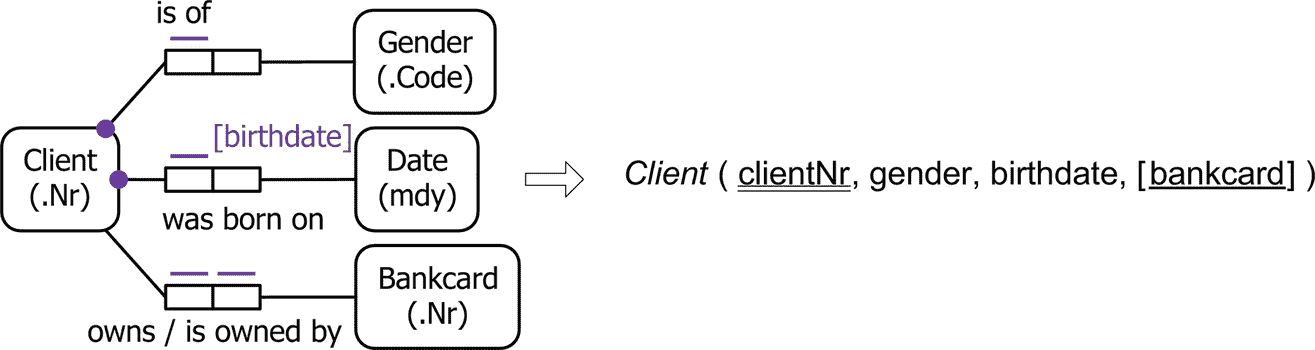 is of
Gender
(.Code)
[birthdate]
Client
(.Nr)
Date
(mdy)
was born on
Bankcard
(.Nr)
owns / is owned by
Client ( clientNr, gender, birthdate, [bankcard] )